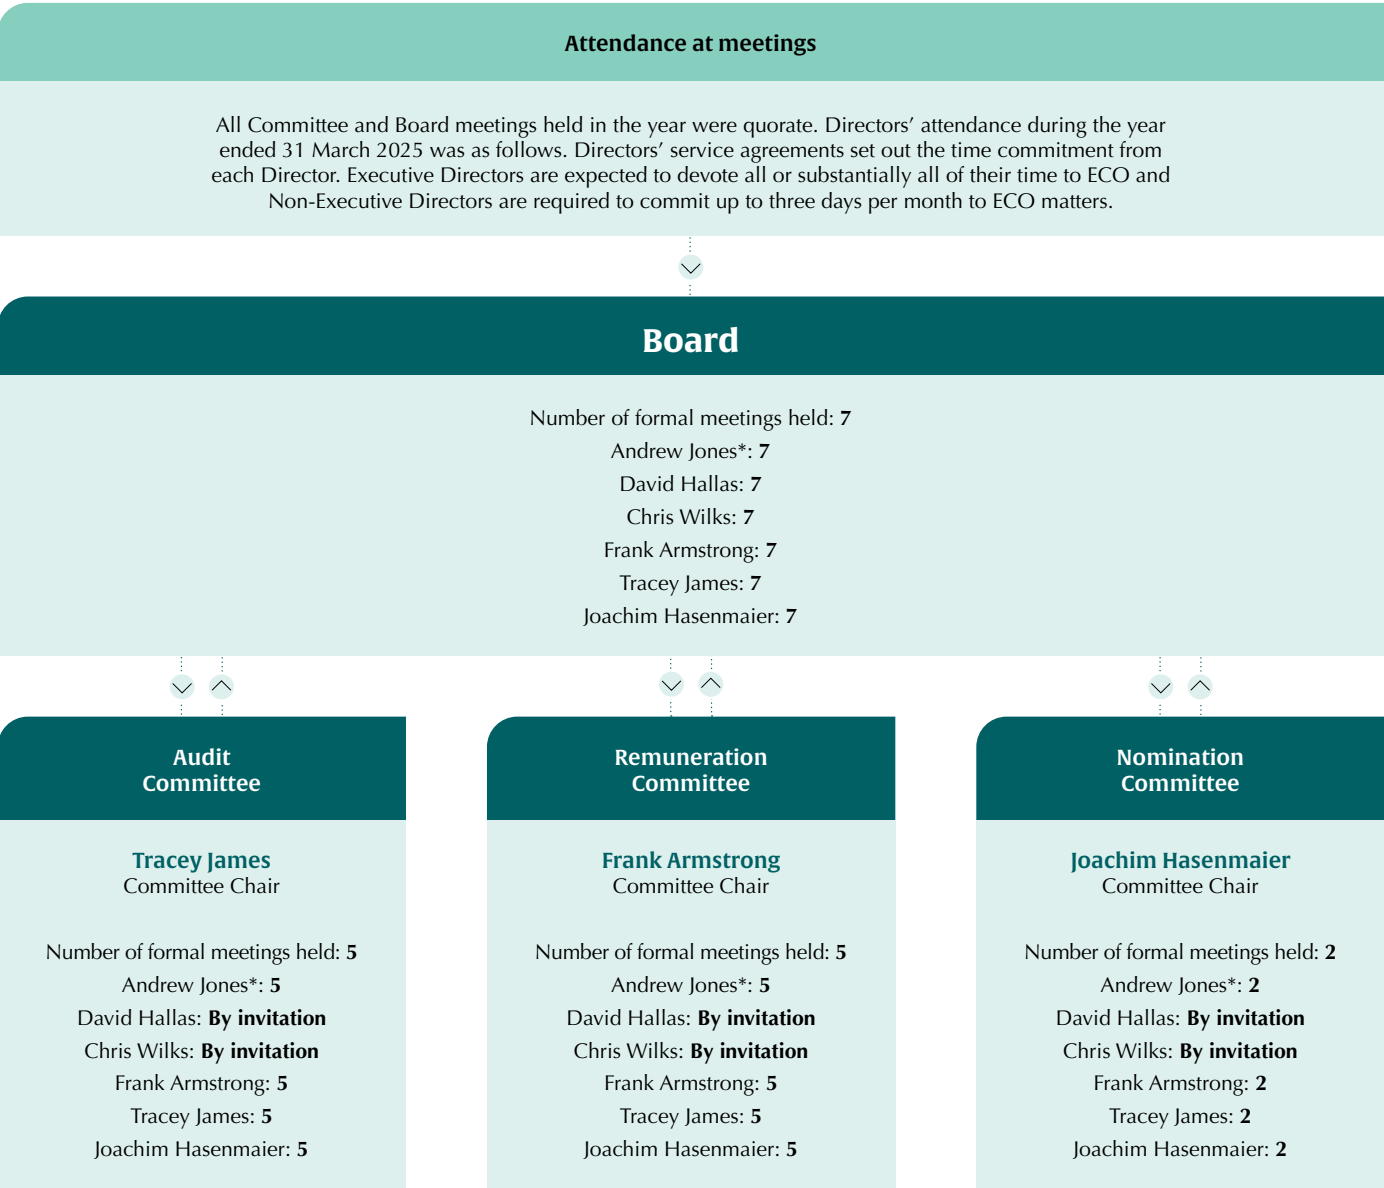 Attendance at meetings
All Committee and Board meetings held in the year were quorate. Directors’ attendance during the year
ended 31 March 2025 was as follows. Directors’ service agreements set out the time commitment from
each Director. Executive Directors are expected to devote all or substantially all of their time to ECO and
Non-Executive Directors are required to commit up to three days per month to ECO matters.
Board
Number of formal meetings held: 7
Andrew Jones*: 7
David Hallas: 7
Chris Wilks: 7
Frank Armstrong: 7
Tracey James: 7
Joachim Hasenmaier: 7
Audit
Committee
Tracey James
Committee Chair
Number of formal meetings held: 5
Andrew Jones*: 5
David Hallas: By invitation
Chris Wilks: By invitation
Frank Armstrong: 5
Tracey James: 5
Joachim Hasenmaier: 5
Remuneration
Committee
Frank Armstrong
Committee Chair
Number of formal meetings held: 5
Andrew Jones*: 5
David Hallas: By invitation
Chris Wilks: By invitation
Frank Armstrong: 5
Tracey James: 5
Joachim Hasenmaier: 5
Nomination
Committee
Joachim Hasenmaier
Committee Chair
Number of formal meetings held: 2
Andrew Jones*: 2
David Hallas: By invitation
Chris Wilks: By invitation
Frank Armstrong: 2
Tracey James: 2
Joachim Hasenmaier: 2